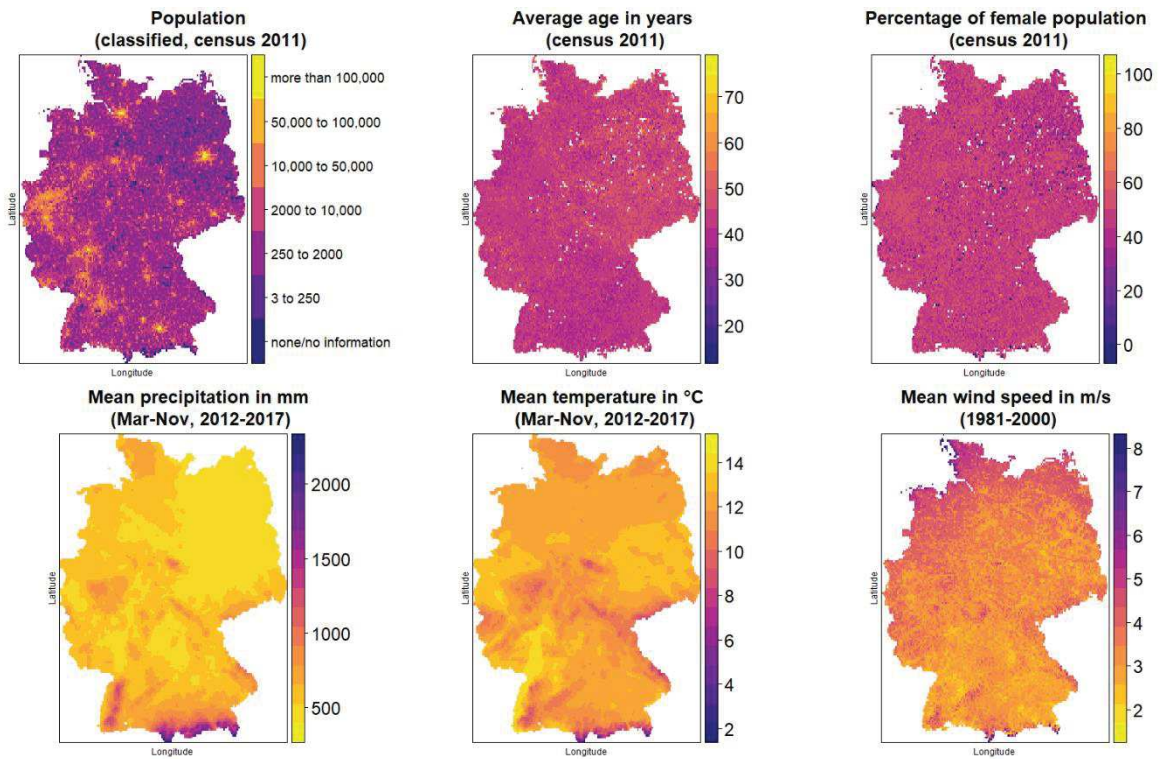 Population
(classified, census 2011)
more than 100,000
50,000 to 100,000
10,000 to 50,000
2000 to 10,000
250 to 2000
3 to 250
none/no information
Latitude
Longitude
Average age in years
(census 2011)
70
60
50
40
30
20
Latitude
Longitude
Percentage of female population
(census 2011)
100
80
60
40
20
0
Latitude
Longitude
Mean precipitation in mm
(Mar-Nov, 2012-2017)
2000
1500
1000
500
Latitude
Longitude
Mean temperature in °C
(Mar-Nov, 2012-2017)
14
12
10
8
6
4
2
Latitude
Longitude
Mean wind speed in m/s
(1981-2000)
8
7
6
5
4
3
2
Latitude
Longitude